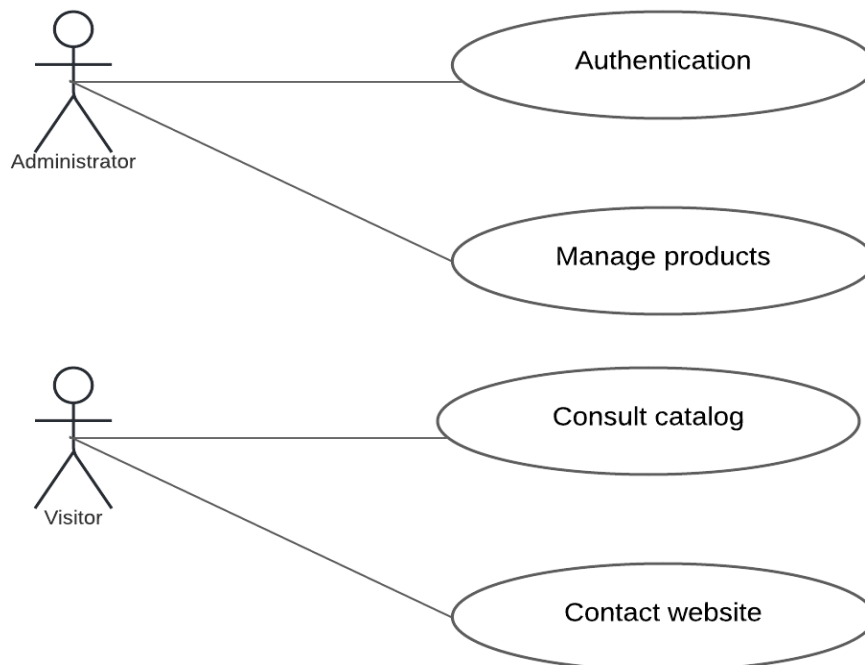 Authentication
Administrator
Manage products
Consult catalog
Visitor
Contact website